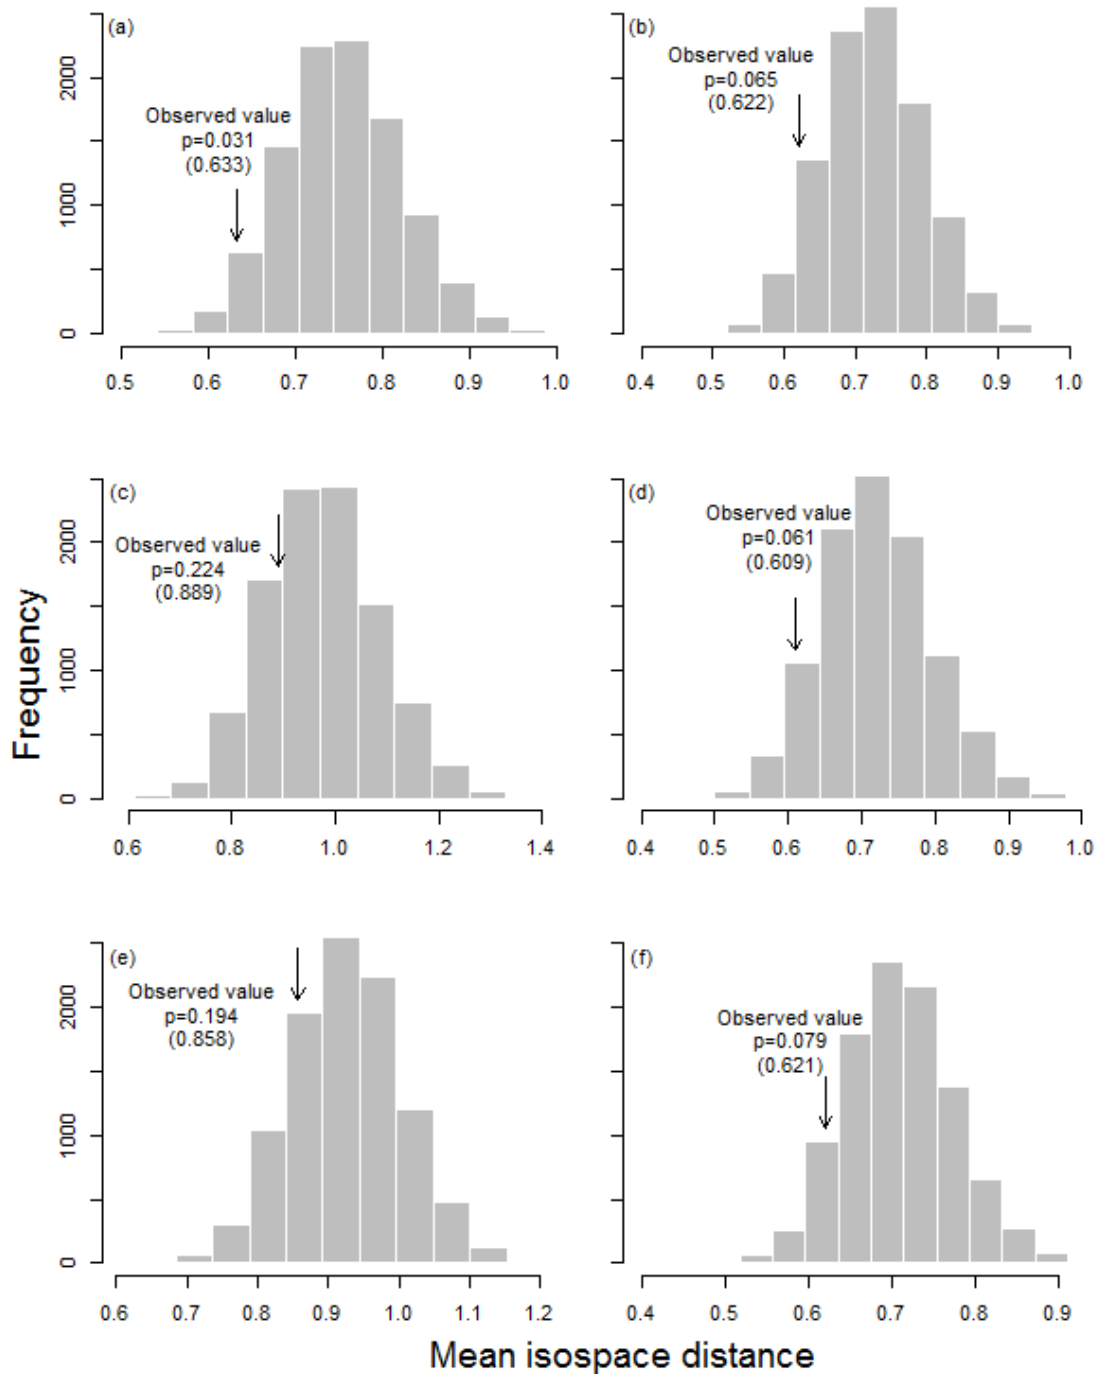 (a)
Observed value
p=0.031
(0.633)
0
1000
2000
0.5 0.6 0.7 0.8 0.9 1.0
(b)
Observed value
p=0.065
(0.622)
0.4 0.5 0.6 0.7 0.8 0.9 1.0
(c)
Observed value
p=0.224
(0.889)
0
1000
2000
0.6 0.8 1.0 1.2 1.4
(d)
Observed value
p=0.061
(0.609)
0.4 0.5 0.6 0.7 0.8 0.9 1.0
Frequency
(e)
Observed value
p=0.194
(0.858)
0
1000
2000
0.6 0.7 0.8 0.9 1.0 1.1 1.2
(f)
Observed value
p=0.079
(0.621)
0.4 0.5 0.6 0.7 0.8 0.9
Mean isospace distance